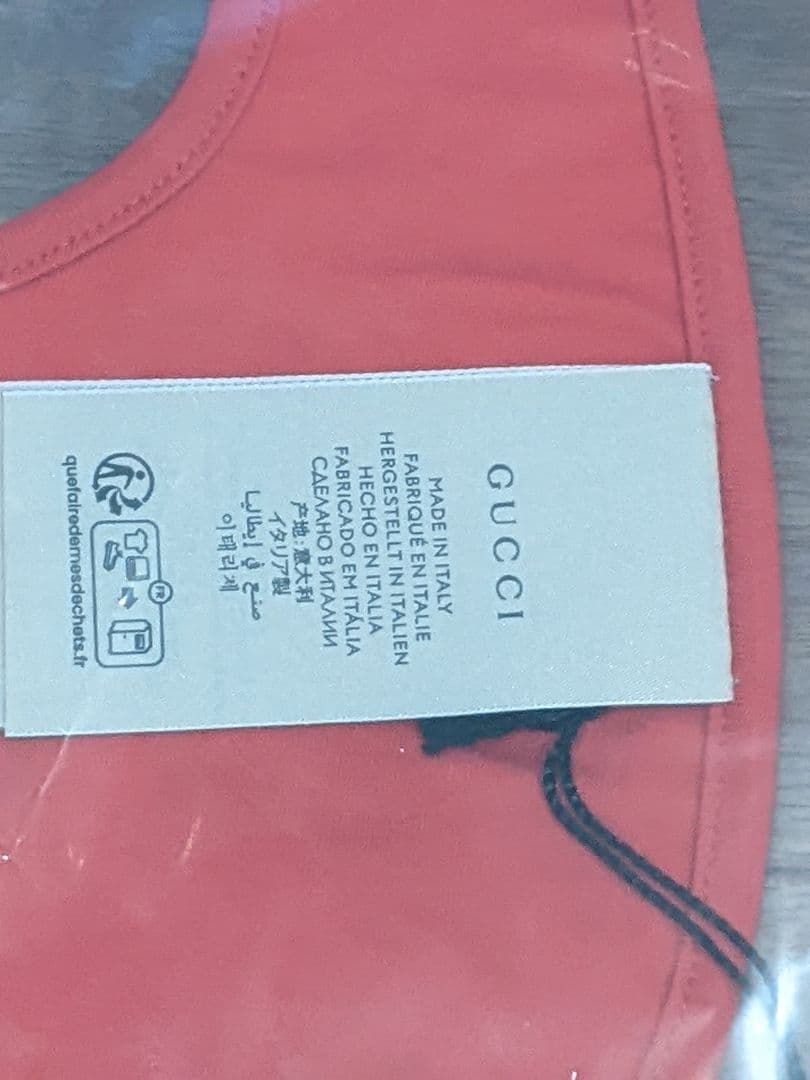 GUCCI
MADE IN ITALY
FABRIQUÉ EN ITALIE
HERGESTELLT IN ITALIEN
HECHO EN ITALIA
FABRICADO EM ITÁLIA
СДЕЛАНО В ИТАЛИИ
产地:意大利
イタリア製
صنع في إيطاليا
이태리제
FR
quefairedemesdechets.fr